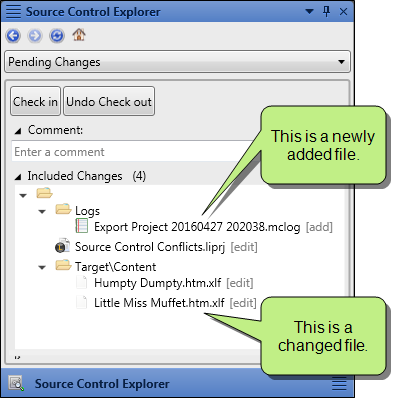 Source Control Explorer
Pending Changes
Check in
Undo Check out
Comment:
Enter a comment
Included Changes (4)
Logs
Export Project 20160427 202038.mclog [add]
Source Control Conflicts.liprj [edit]
Target\Content
Humpty Dumpty.htm.xlf [edit]
Little Miss Muffet.htm.xlf [edit]
This is a newly
added file.
This is a
changed file.
Source Control Explorer